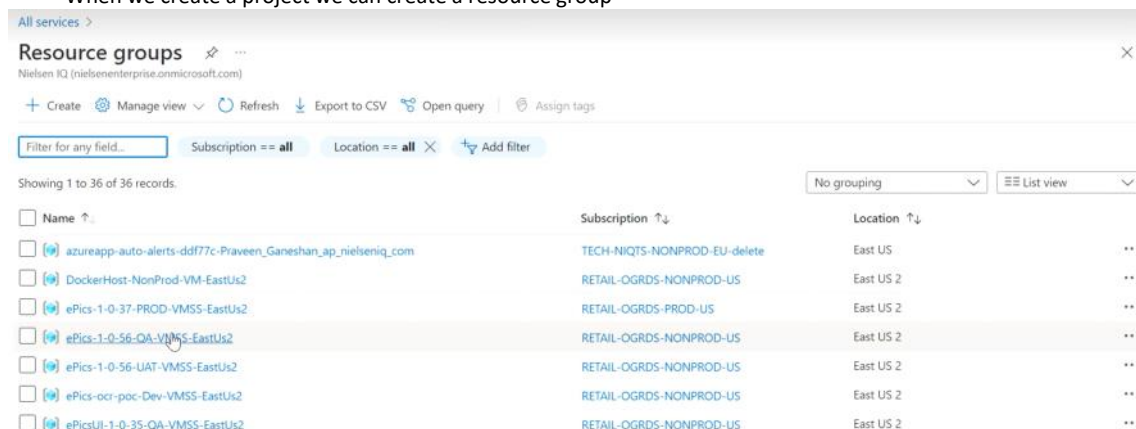 When we create a project we can create a resource group
All services >
Resource groups
Nielsen IQ (nielsenenterprise.onmicrosoft.com)
+ Create Manage view Refresh Export to CSV Open query Assign tags
Filter for any field... Subscription == all Location == all Add filter
Showing 1 to 36 of 36 records.
No grouping List view
Name Subscription Location
azureapp-auto-alerts-ddf77c-Praveen_Ganeshan_ap_nielseniq_com TECH-NIQTS-NONPROD-EU-delete East US
DockerHost-NonProd-VM-EastUs2 RETAIL-OGRDS-NONPROD-US East US 2
ePics-1-0-37-PROD-VMSS-EastUs2 RETAIL-OGRDS-PROD-US East US 2
ePics-1-0-56-QA-VMSS-EastUs2 RETAIL-OGRDS-NONPROD-US East US 2
ePics-1-0-56-UAT-VMSS-EastUs2 RETAIL-OGRDS-NONPROD-US East US 2
ePics-ocr-poc-Dev-VMSS-EastUs2 RETAIL-OGRDS-NONPROD-US East US 2
ePicsUI-1-0-35-QA-VMSS-EastUs2 RETAIL-OGRDS-NONPROD-US East US 2